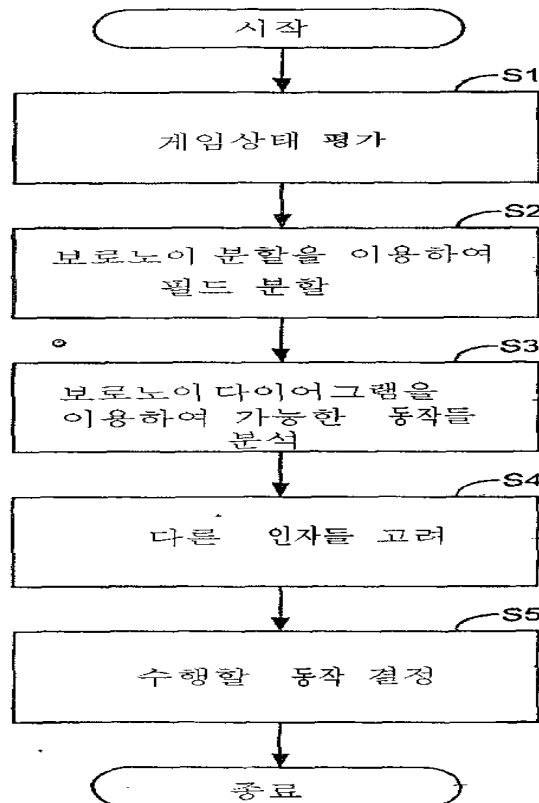 시작
S1
게임상태 평가
S2
보로노이 분할을 이용하여
필드 분할
S3
보로노이다이어그램을
이용하여 가능한 동작들
분석
S4
다른 인자들 고려
S5
수행할 동작 결정
종료